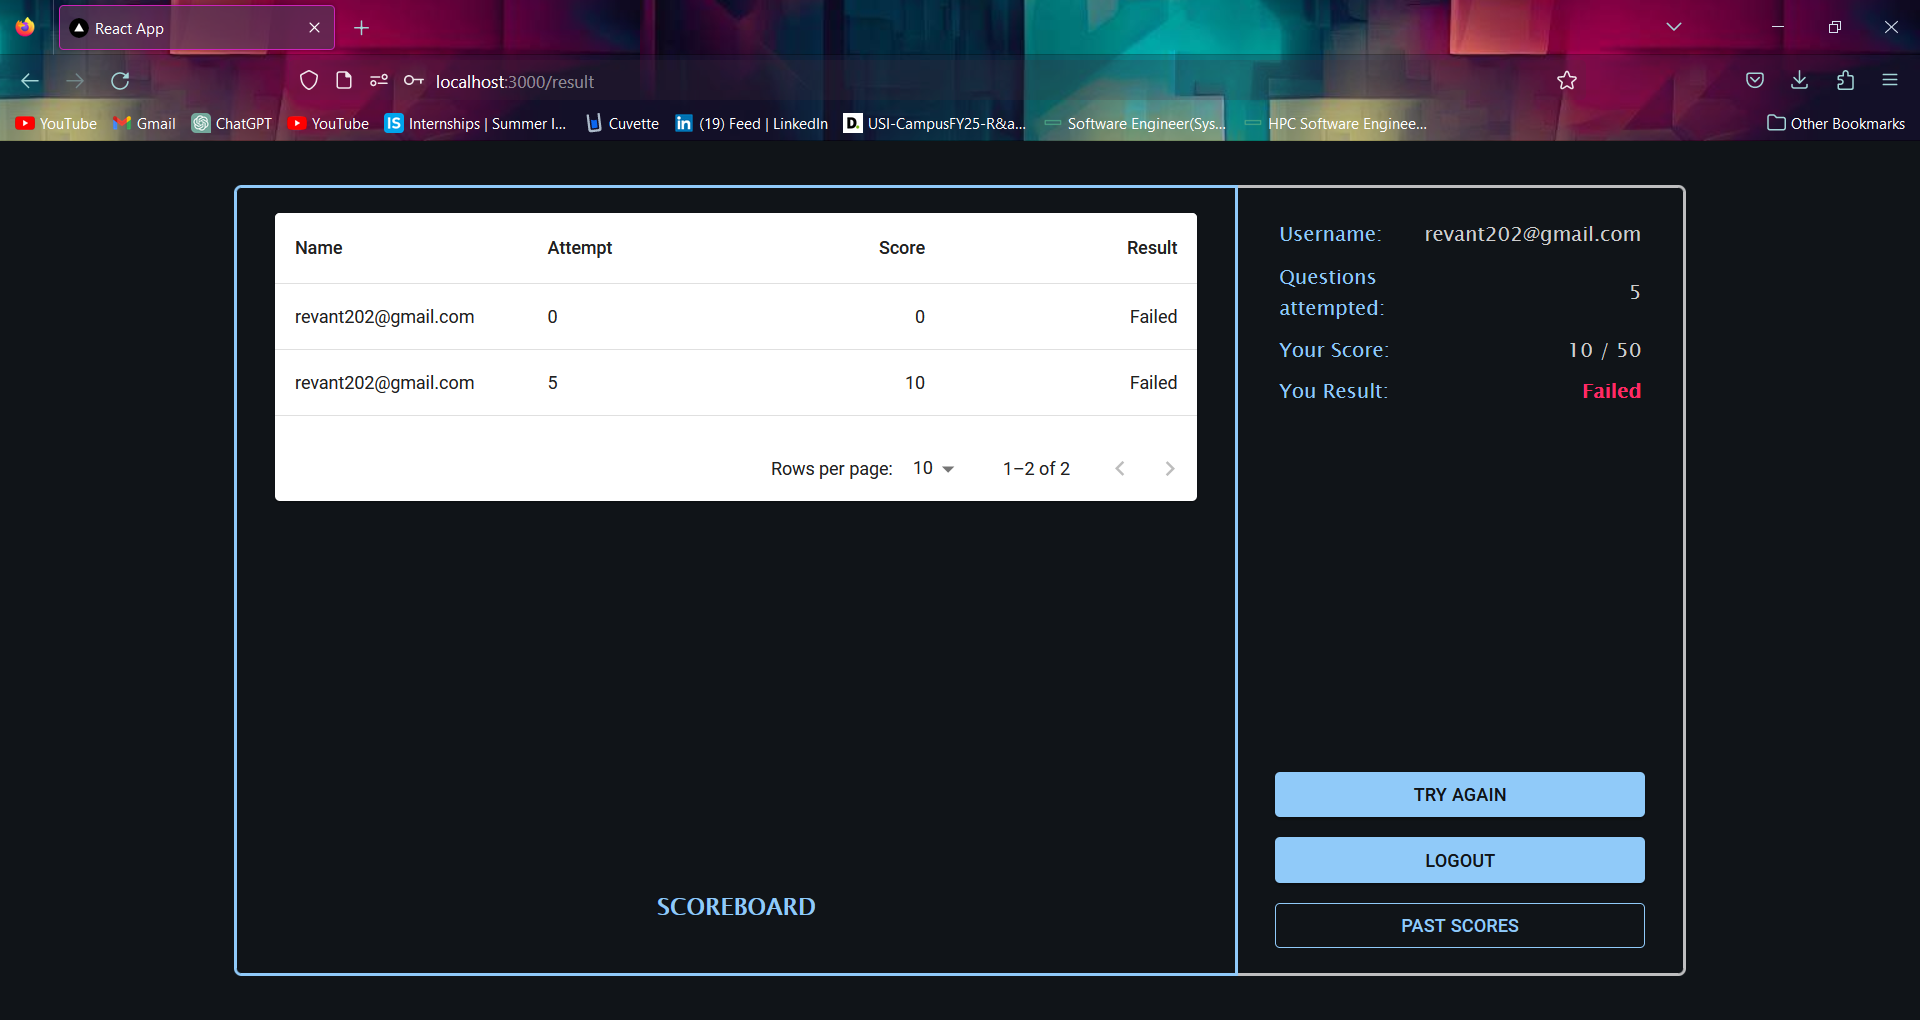 React App
localhost:3000/result
YouTube
Gmail
ChatGPT
YouTube
IS Internships | Summer I...
Cuvette
in (19) Feed | LinkedIn
D. USI-CampusFY25-R&a...
Software Engineer(Sys...
HPC Software Enginee...
Other Bookmarks
Name Attempt Score Result
revant202@gmail.com 0 0 Failed
revant202@gmail.com 5 10 Failed
Rows per page: 10 1–2 of 2
SCOREBOARD
Username: revant202@gmail.com
Questions
attempted: 5
Your Score: 10 / 50
You Result: Failed
TRY AGAIN
LOGOUT
PAST SCORES